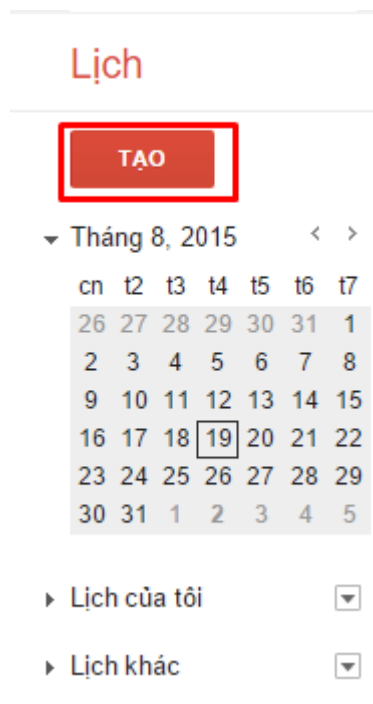 Lịch
TẠO
Tháng 8, 2015 < >
cn t2 t3 t4 t5 t6 t7
26 27 28 29 30 31 1
2 3 4 5 6 7 8
9 10 11 12 13 14 15
16 17 18 19 20 21 22
23 24 25 26 27 28 29
30 31 1 2 3 4 5
Lịch của tôi
Lịch khác